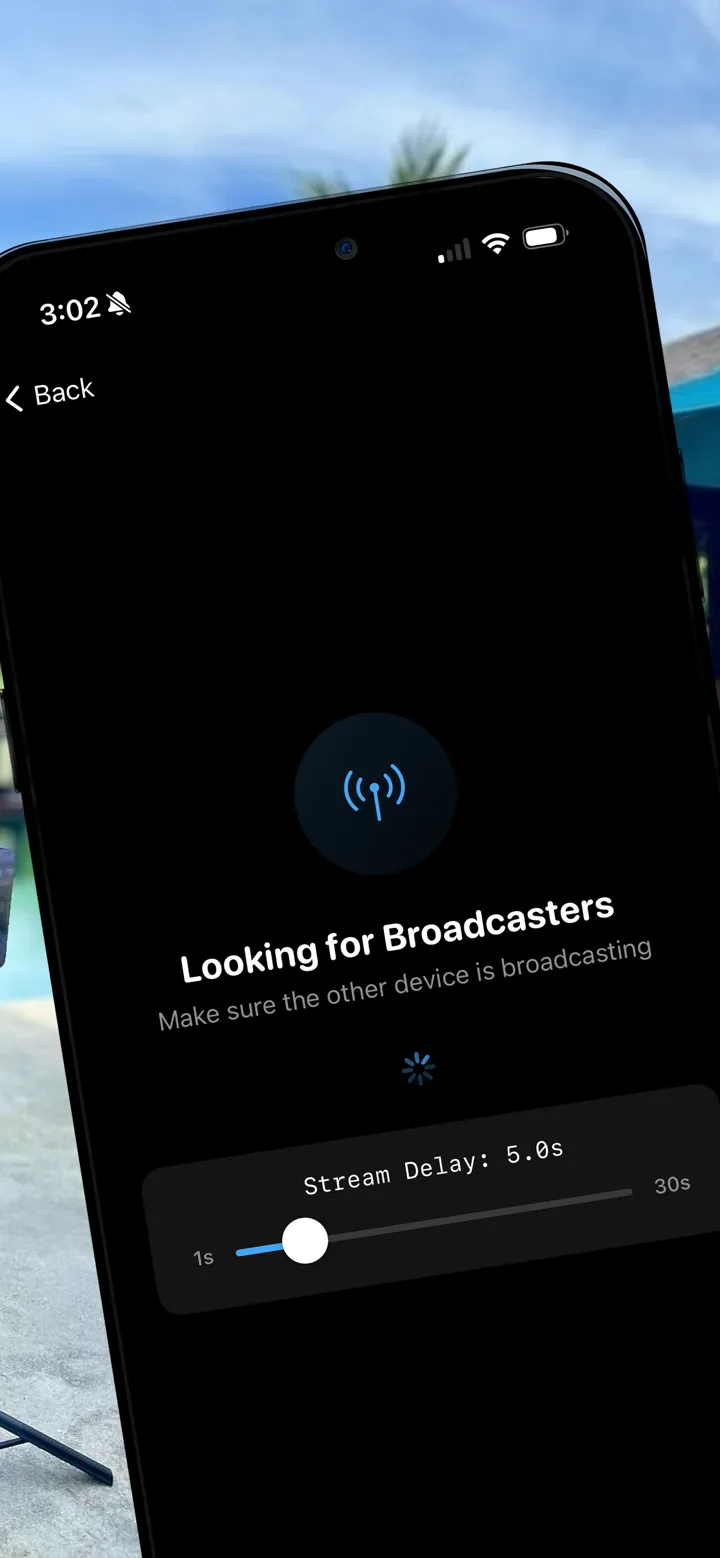 3:02
Back
Looking for Broadcasters
Make sure the other device is broadcasting
Stream Delay: 5.0s
1s
30s